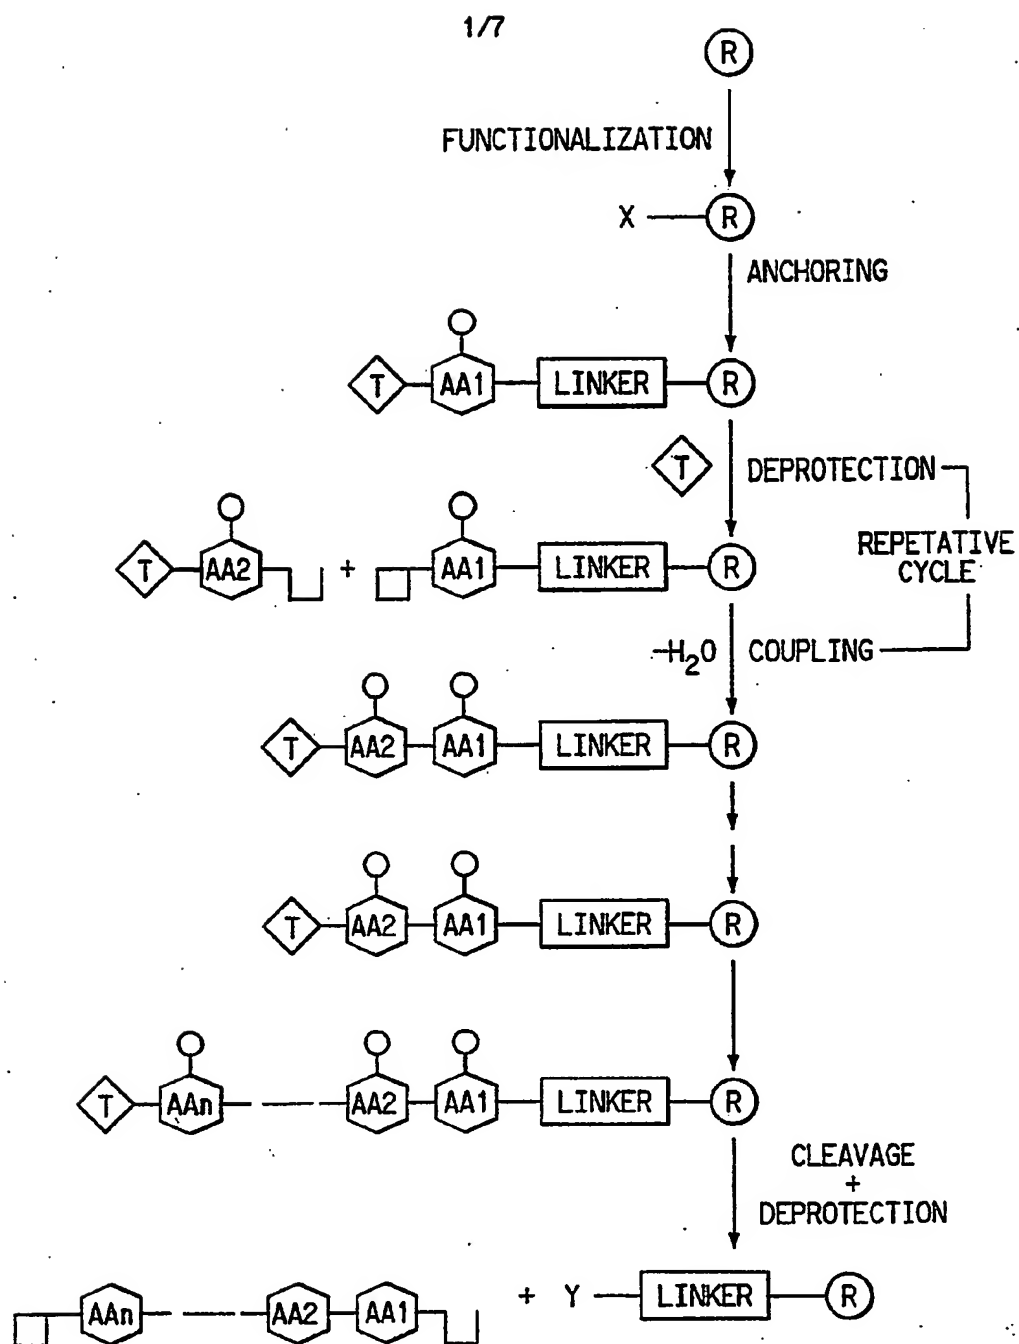 1/7
R
FUNCTIONALIZATION
X R
ANCHORING
T AA1 LINKER R
T DEPROTECTION
REPETATIVE
CYCLE
T AA2 + AA1 LINKER R
-H₂O COUPLING
T AA2 AA1 LINKER R
T AA2 AA1 LINKER R
T AAn AA2 AA1 LINKER R
CLEAVAGE
+
DEPROTECTION
AAn AA2 AA1 + Y LINKER R